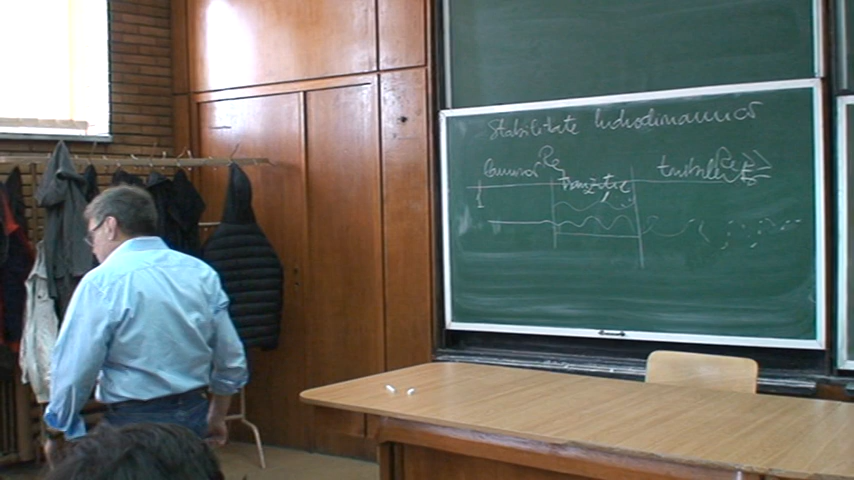 Stabilitate hidrodinamică
laminar Re tranziție turbulent Re